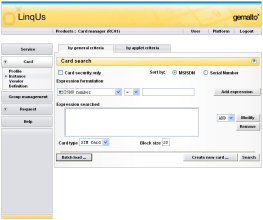 LinqUs
gemalto
Products : Card manager (RCA1)
User Platform Logout
Service
by general criteria by applet criteria
Card
Card search
Profile
Instance
Vendor
Definition
Card security only
Sort by: MSISDN Serial Number
Expression formulation
MSISDN number =
Add expression
Group management
Expression searched
Request
AND Modify
Help
Remove
Card type SIM Card Block size 20
Batch load ... Create new card ... Search